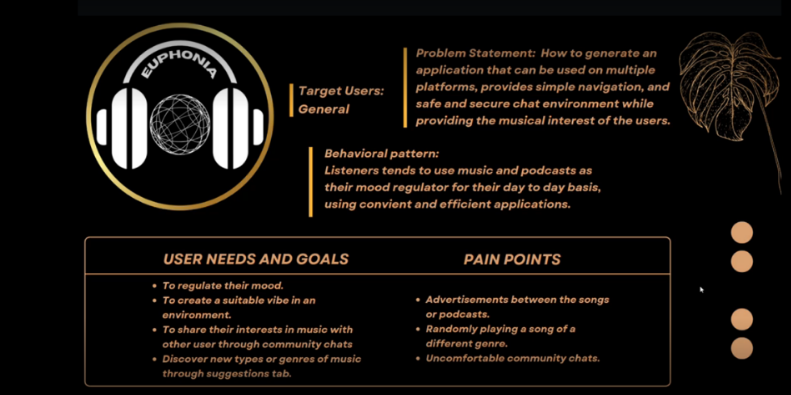 EUPHONIA
Target Users:
General
Problem Statement: How to generate an
application that can be used on multiple
platforms, provides simple navigation, and
safe and secure chat environment while
providing the musical interest of the users.
Behavioral pattern:
Listeners tends to use music and podcasts as
their mood regulator for their day to day basis,
using convient and efficient applications.
USER NEEDS AND GOALS
• To regulate their mood.
• To create a suitable vibe in an
environment.
• To share their interests in music with
other user through community chats
• Discover new types or genres of music
through suggestions tab.
PAIN POINTS
• Advertisements between the songs
or podcasts.
• Randomly playing a song of a
different genre.
• Uncomfortable community chats.